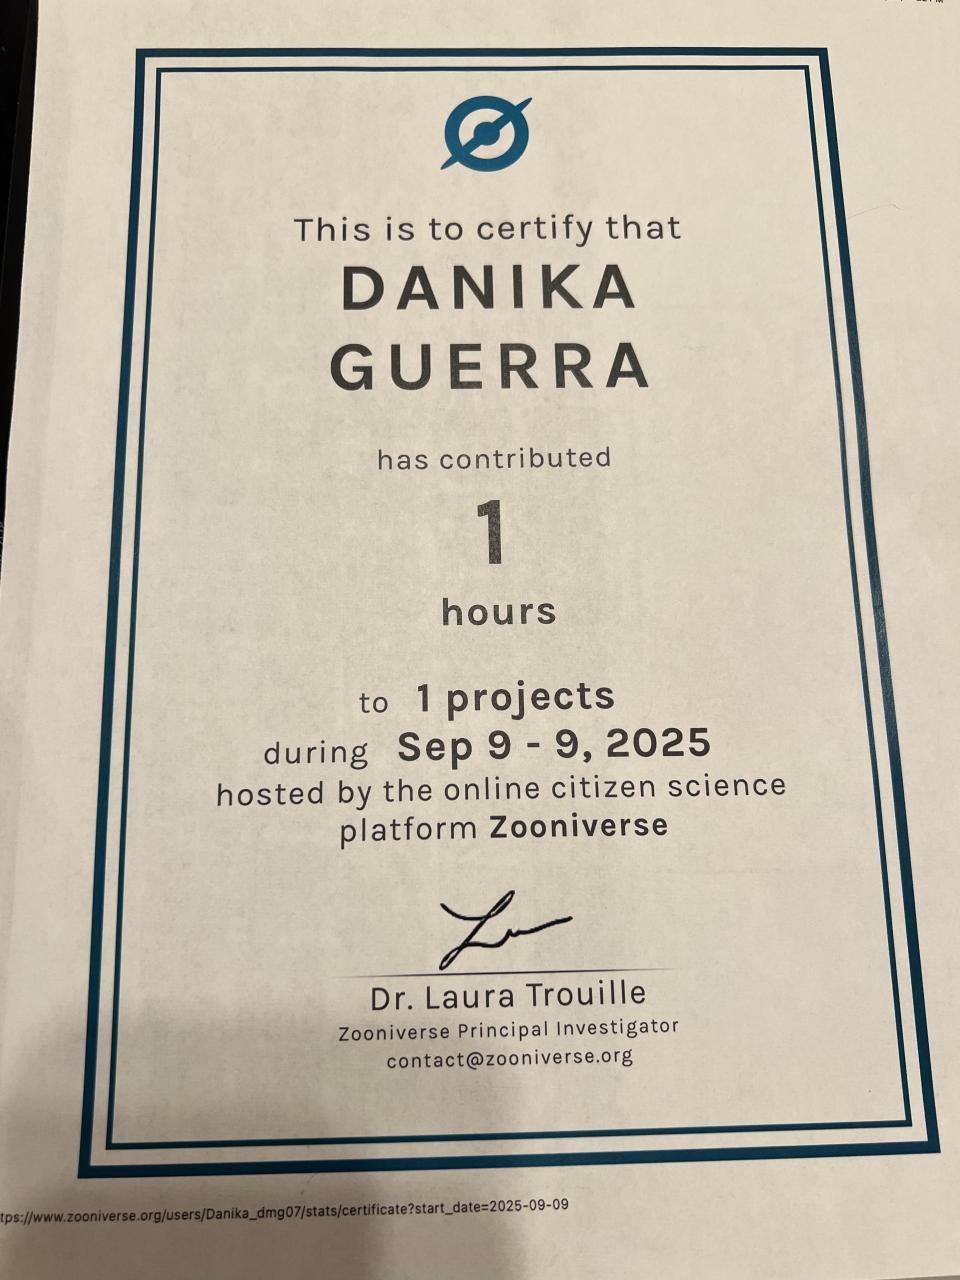 This is to certify that
DANIKA
GUERRA
has contributed
1
hours
to 1 projects
during Sep 9 - 9, 2025
hosted by the online citizen science
platform Zooniverse
Dr. Laura Trouille
Zooniverse Principal Investigator
contact@zooniverse.org
tps://www.zooniverse.org/users/Danika_dmg07/stats/certificate?start_date=2025-09-09